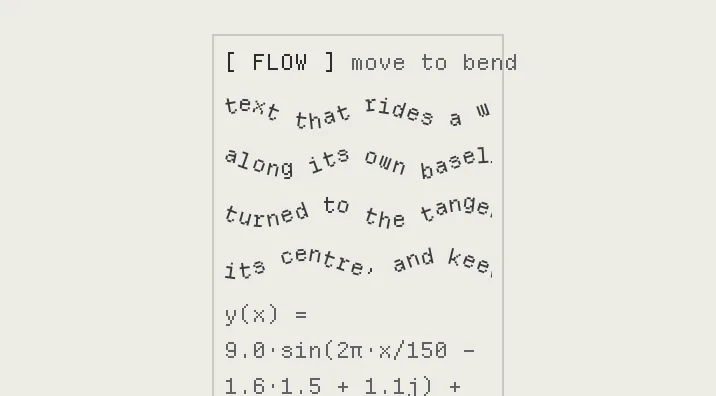 [ FLOW ] move to bend
text that rides a w
along its own basel
turned to the tange
its centre, and kee
y(x) =
9.0·sin(2π·x/150 −
1.6·1.5 + 1.1j) +